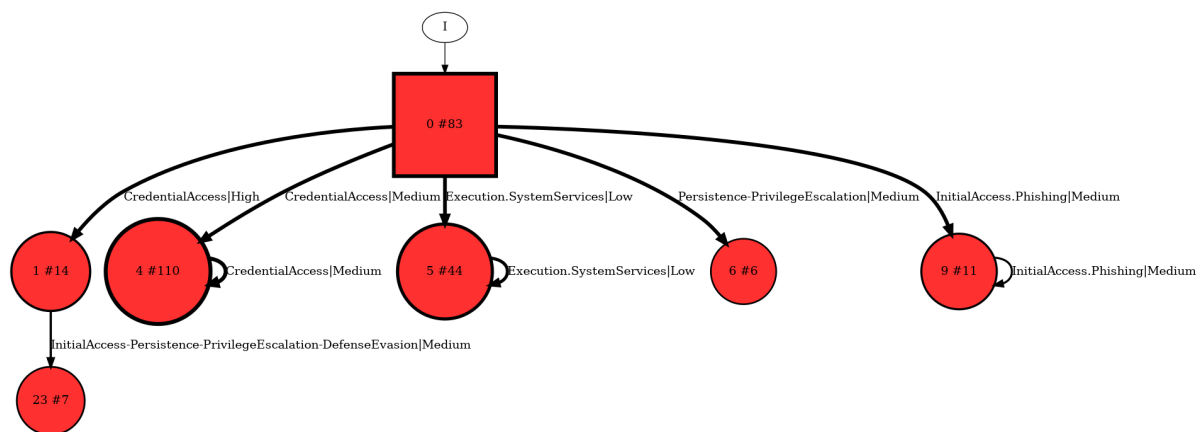 I
0 #83
CredentialAccess|High
CredentialAccess|Medium
Execution.SystemServices|Low
Persistence-PrivilegeEscalation|Medium
InitialAccess.Phishing|Medium
1 #14
4 #110
CredentialAccess|Medium
5 #44
Execution.SystemServices|Low
6 #6
9 #11
InitialAccess.Phishing|Medium
InitialAccess-Persistence-PrivilegeEscalation-DefenseEvasion|Medium
23 #7